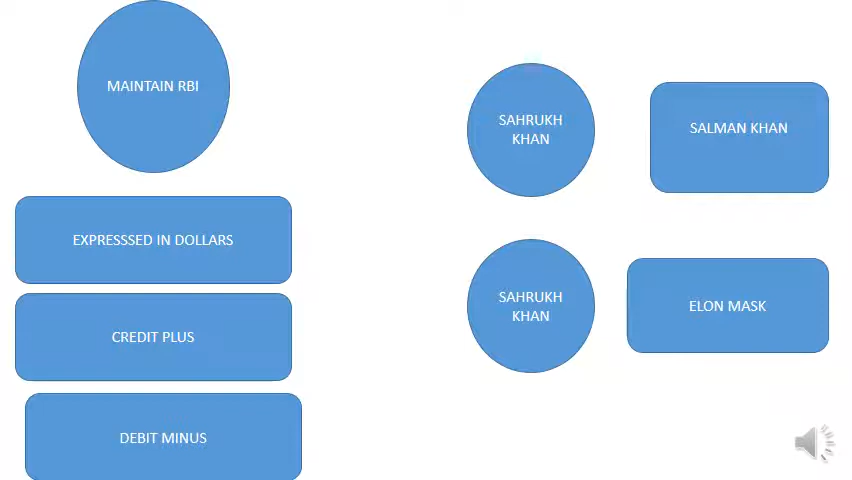 MAINTAIN RBI
EXPRESSSED IN DOLLARS
CREDIT PLUS
DEBIT MINUS
SAHRUKH
KHAN
SALMAN KHAN
SAHRUKH
KHAN
ELON MASK